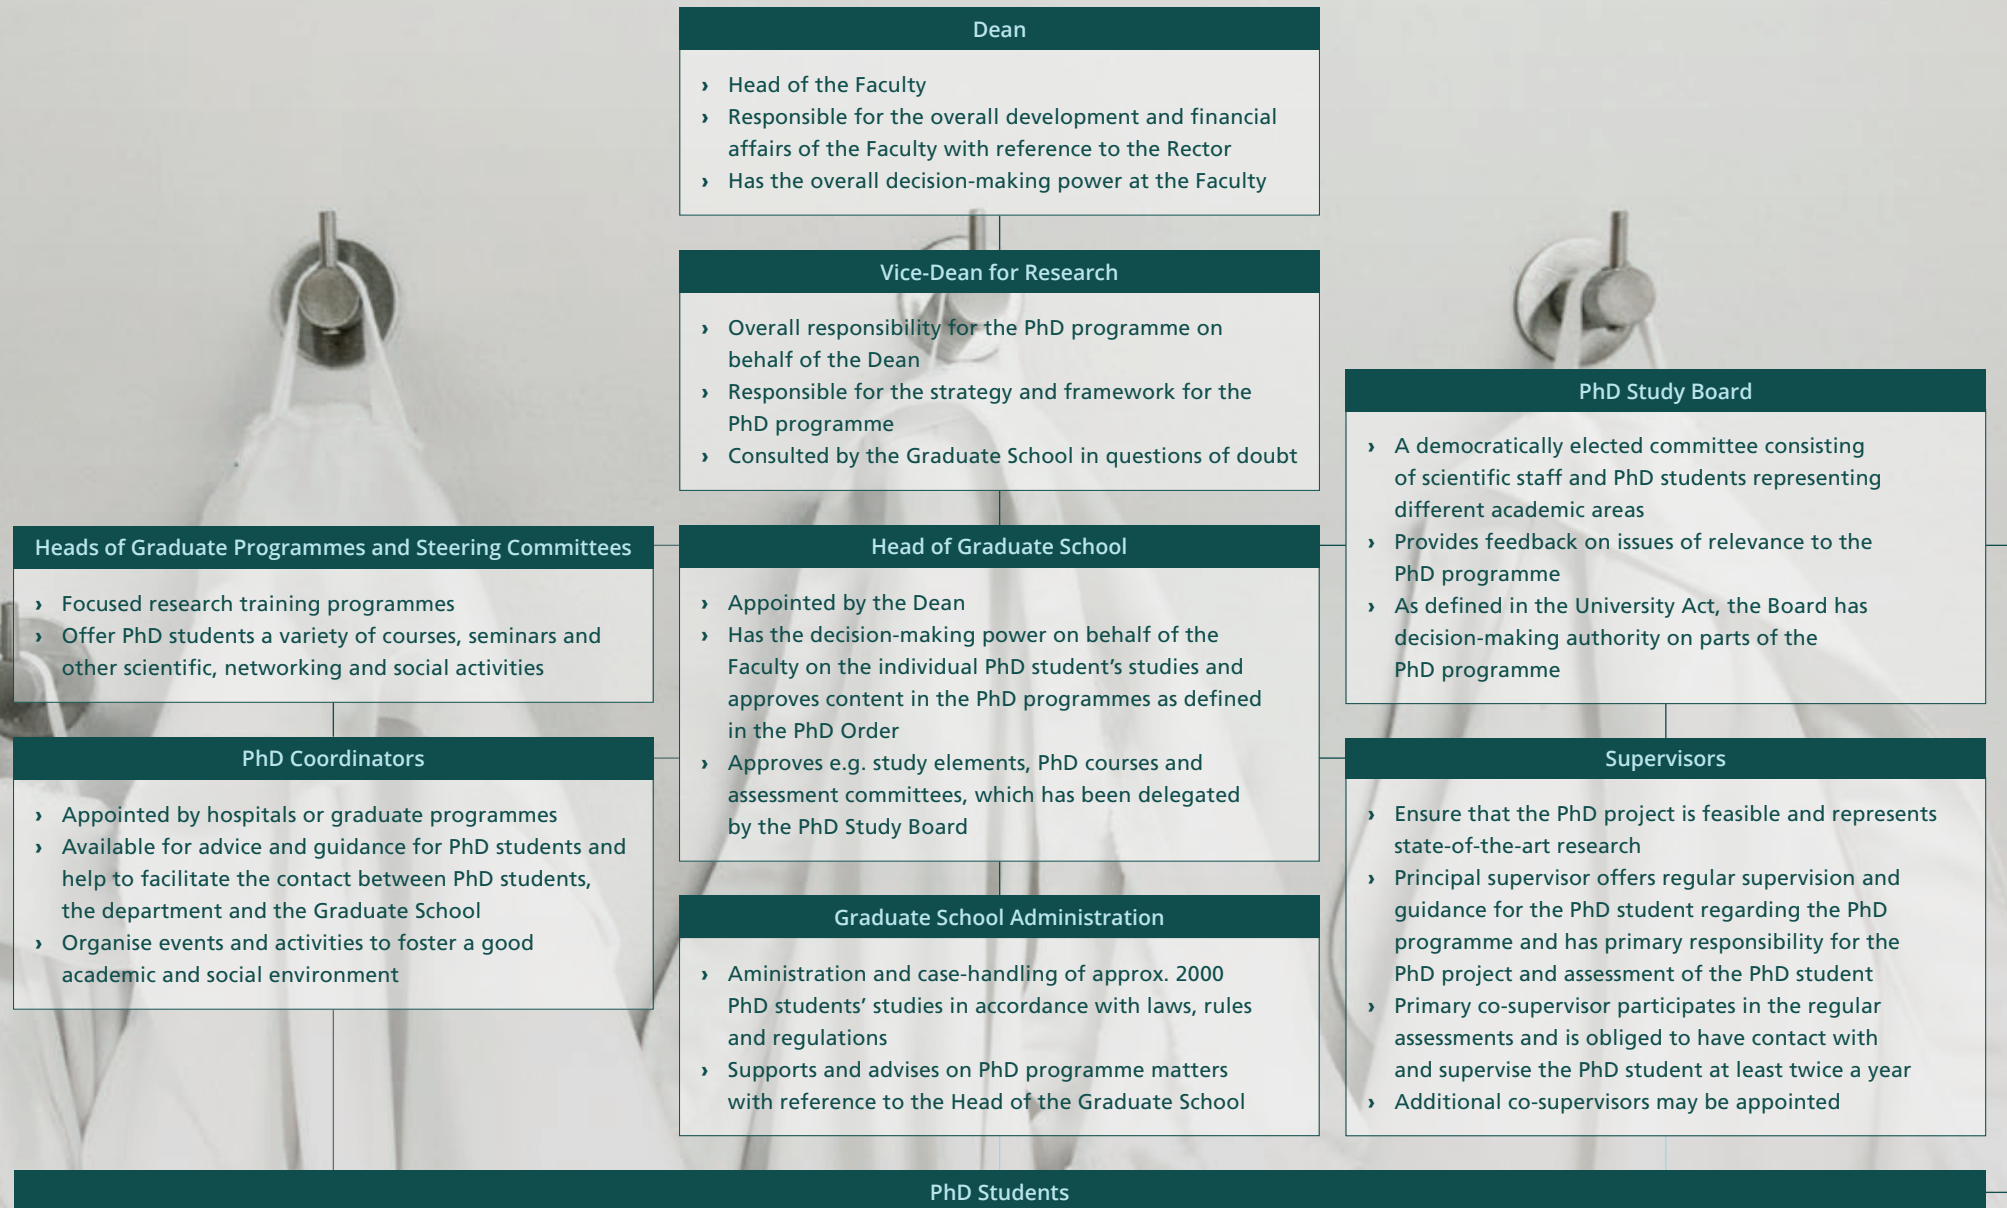 Dean
› Head of the Faculty
› Responsible for the overall development and financial
affairs of the Faculty with reference to the Rector
› Has the overall decision-making power at the Faculty
Vice-Dean for Research
› Overall responsibility for the PhD programme on
behalf of the Dean
› Responsible for the strategy and framework for the
PhD programme
› Consulted by the Graduate School in questions of doubt
Heads of Graduate Programmes and Steering Committees
› Focused research training programmes
› Offer PhD students a variety of courses, seminars and
other scientific, networking and social activities
PhD Coordinators
› Appointed by hospitals or graduate programmes
› Available for advice and guidance for PhD students and
help to facilitate the contact between PhD students,
the department and the Graduate School
› Organise events and activities to foster a good
academic and social environment
Head of Graduate School
› Appointed by the Dean
› Has the decision-making power on behalf of the
Faculty on the individual PhD student’s studies and
approves content in the PhD programmes as defined
in the PhD Order
› Approves e.g. study elements, PhD courses and
assessment committees, which has been delegated
by the PhD Study Board
Graduate School Administration
› Aministration and case-handling of approx. 2000
PhD students’ studies in accordance with laws, rules
and regulations
› Supports and advises on PhD programme matters
with reference to the Head of the Graduate School
PhD Study Board
› A democratically elected committee consisting
of scientific staff and PhD students representing
different academic areas
› Provides feedback on issues of relevance to the
PhD programme
› As defined in the University Act, the Board has
decision-making authority on parts of the
PhD programme
Supervisors
› Ensure that the PhD project is feasible and represents
state-of-the-art research
› Principal supervisor offers regular supervision and
guidance for the PhD student regarding the PhD
programme and has primary responsibility for the
PhD project and assessment of the PhD student
› Primary co-supervisor participates in the regular
assessments and is obliged to have contact with
and supervise the PhD student at least twice a year
› Additional co-supervisors may be appointed
PhD Students